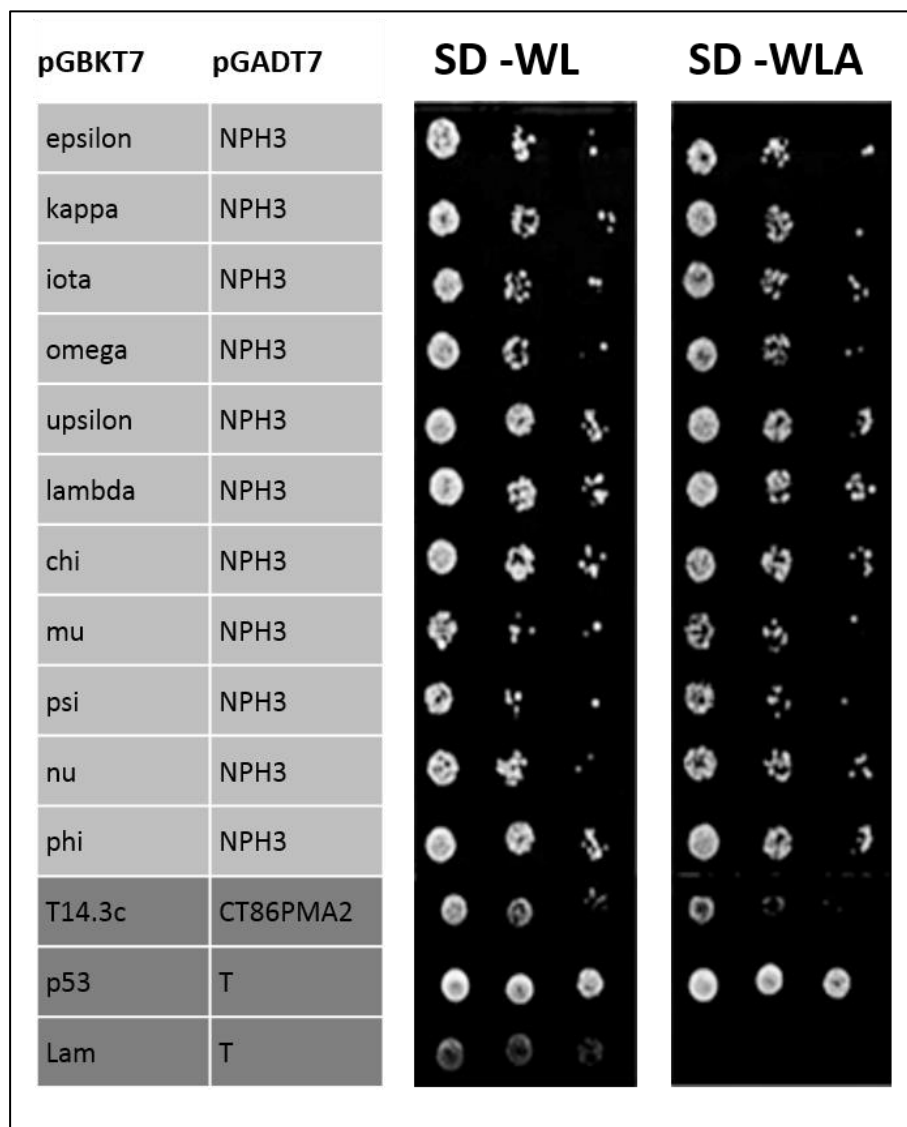 pGBKT7 pGADT7 SD -WL SD -WLA
epsilon NPH3
kappa NPH3
iota NPH3
omega NPH3
upsilon NPH3
lambda NPH3
chi NPH3
mu NPH3
psi NPH3
nu NPH3
phi NPH3
T14.3c CT86PMA2
p53 T
Lam T